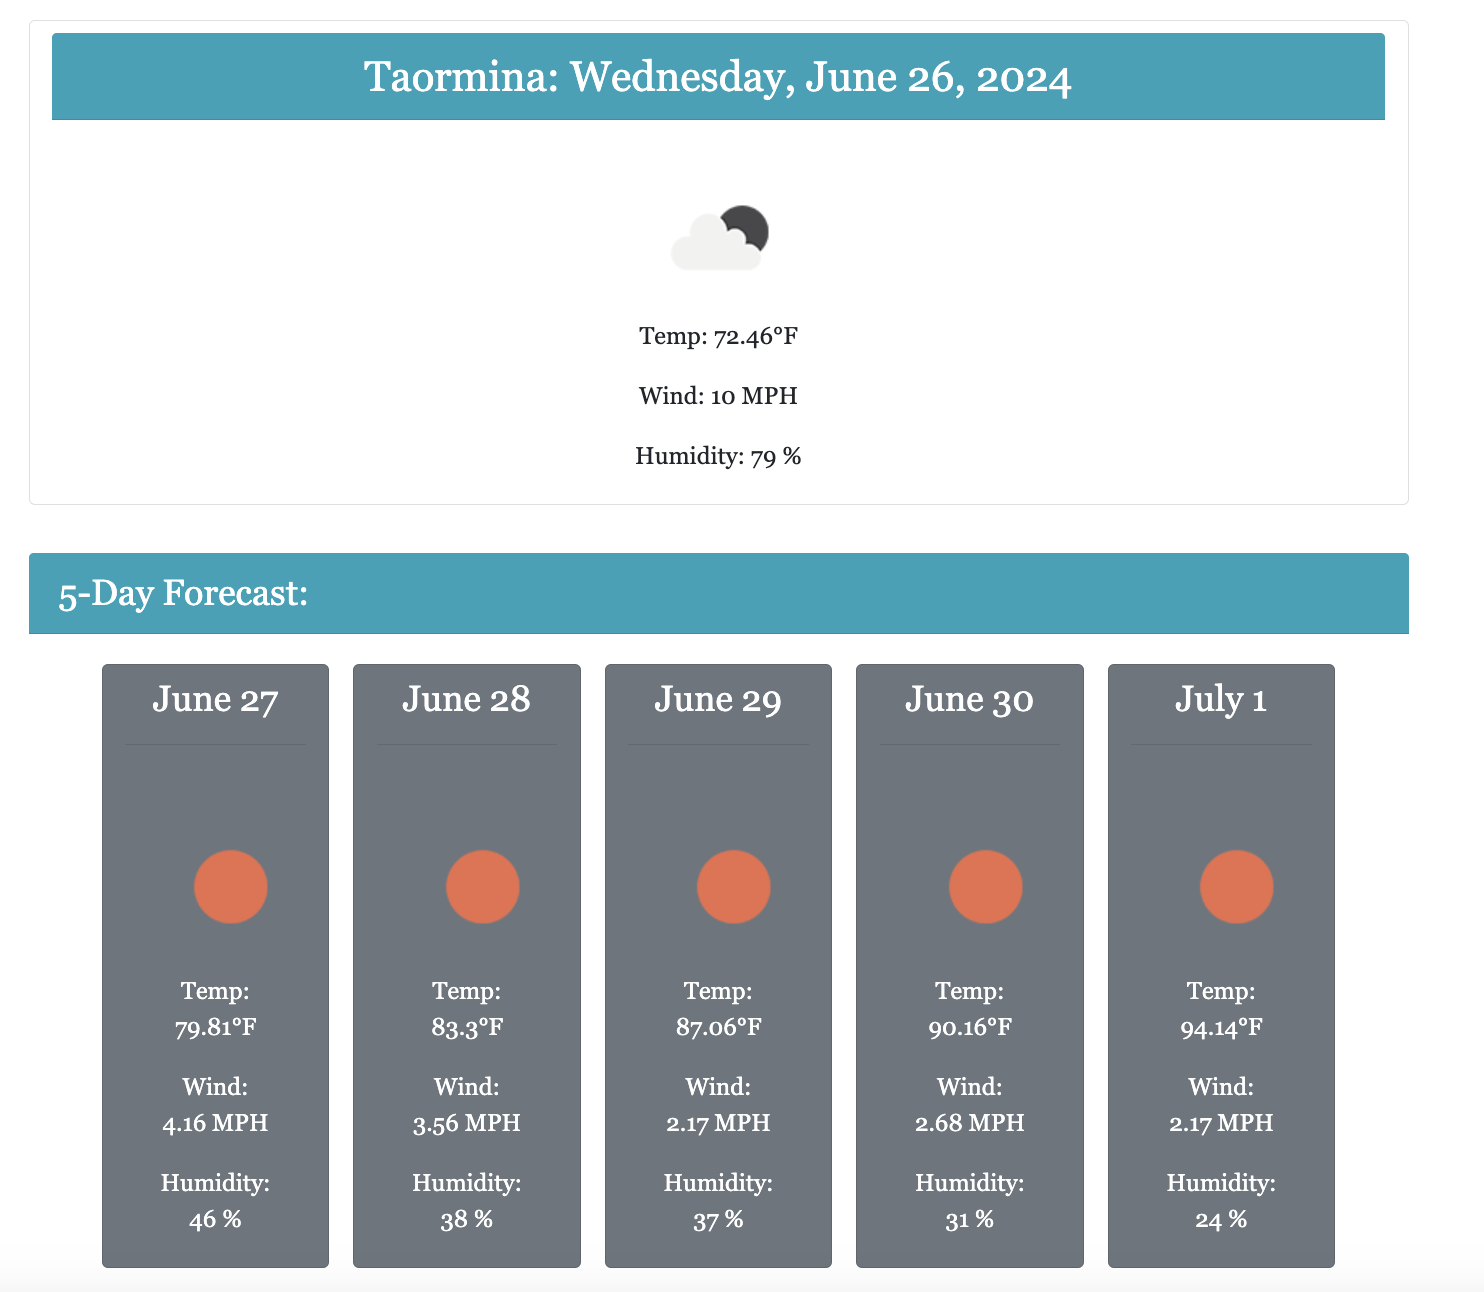 Taormina: Wednesday, June 26, 2024
Temp: 72.46°F
Wind: 10 MPH
Humidity: 79 %
5-Day Forecast:
June 27
Temp:
79.81°F
Wind:
4.16 MPH
Humidity:
46 %
June 28
Temp:
83.3°F
Wind:
3.56 MPH
Humidity:
38 %
June 29
Temp:
87.06°F
Wind:
2.17 MPH
Humidity:
37 %
June 30
Temp:
90.16°F
Wind:
2.68 MPH
Humidity:
31 %
July 1
Temp:
94.14°F
Wind:
2.17 MPH
Humidity:
24 %